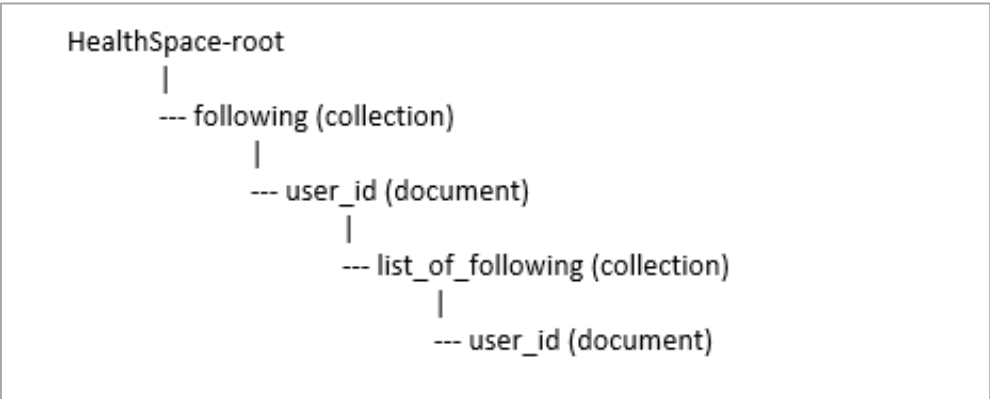 HealthSpace-root
|
--- following (collection)
|
--- user_id (document)
|
--- list_of_following (collection)
|
--- user_id (document)